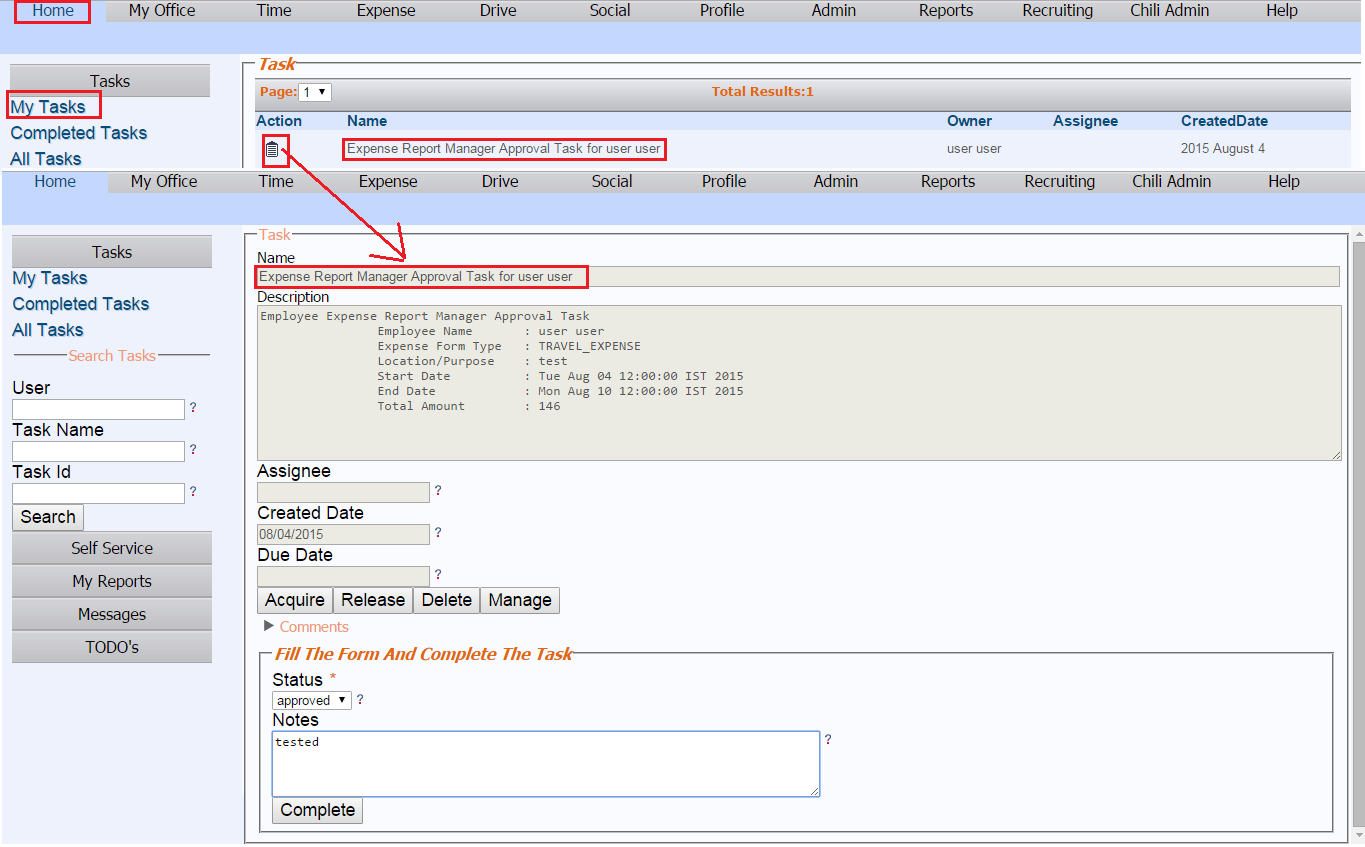 Home My Office Time Expense Drive Social Profile Admin Reports Recruiting Chili Admin Help
Tasks
My Tasks
Completed Tasks
All Tasks
Task
Page: 1 Total Results:1
Action Name Owner Assignee CreatedDate
Expense Report Manager Approval Task for user user user user 2015 August 4
Home My Office Time Expense Drive Social Profile Admin Reports Recruiting Chili Admin Help
Tasks
My Tasks
Completed Tasks
All Tasks
Search Tasks
User
?
Task Name
?
Task Id
?
Search
Self Service
My Reports
Messages
TODO's
Task
Name
Expense Report Manager Approval Task for user user
Description
Employee Expense Report Manager Approval Task
Employee Name : user user
Expense Form Type : TRAVEL_EXPENSE
Location/Purpose : test
Start Date : Tue Aug 04 12:00:00 IST 2015
End Date : Mon Aug 10 12:00:00 IST 2015
Total Amount : 146
Assignee
?
Created Date
08/04/2015 ?
Due Date
?
Acquire Release Delete Manage
Comments
Fill The Form And Complete The Task
Status *
approved ?
Notes
tested ?
Complete